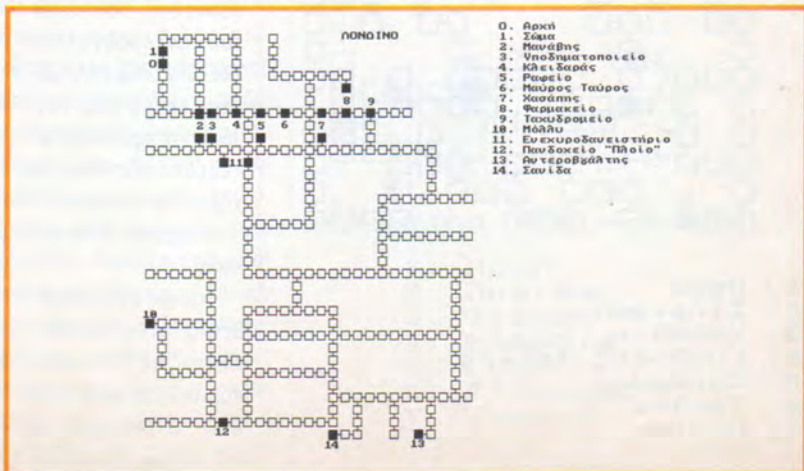 ΛΟΝΔΙΝΟ
0. Αρχή
1. Σώμα
2. Μανάβης
3. Υποδηματοποιείο
4. Κλειδαράς
5. Ραφείο
6. Μαύρος Ταύρος
7. Χασάπης
8. Φαρμακείο
9. Ταχυδρομείο
10. Μόλλυ
11. Ενεχυροδανειστήριο
12. Πανδοχείο "Πλοίο"
13. Αντεροβγάλτης
14. Σανίδα
1
0
8
2 3 4 5 6 7 9
11
10
12
14 13